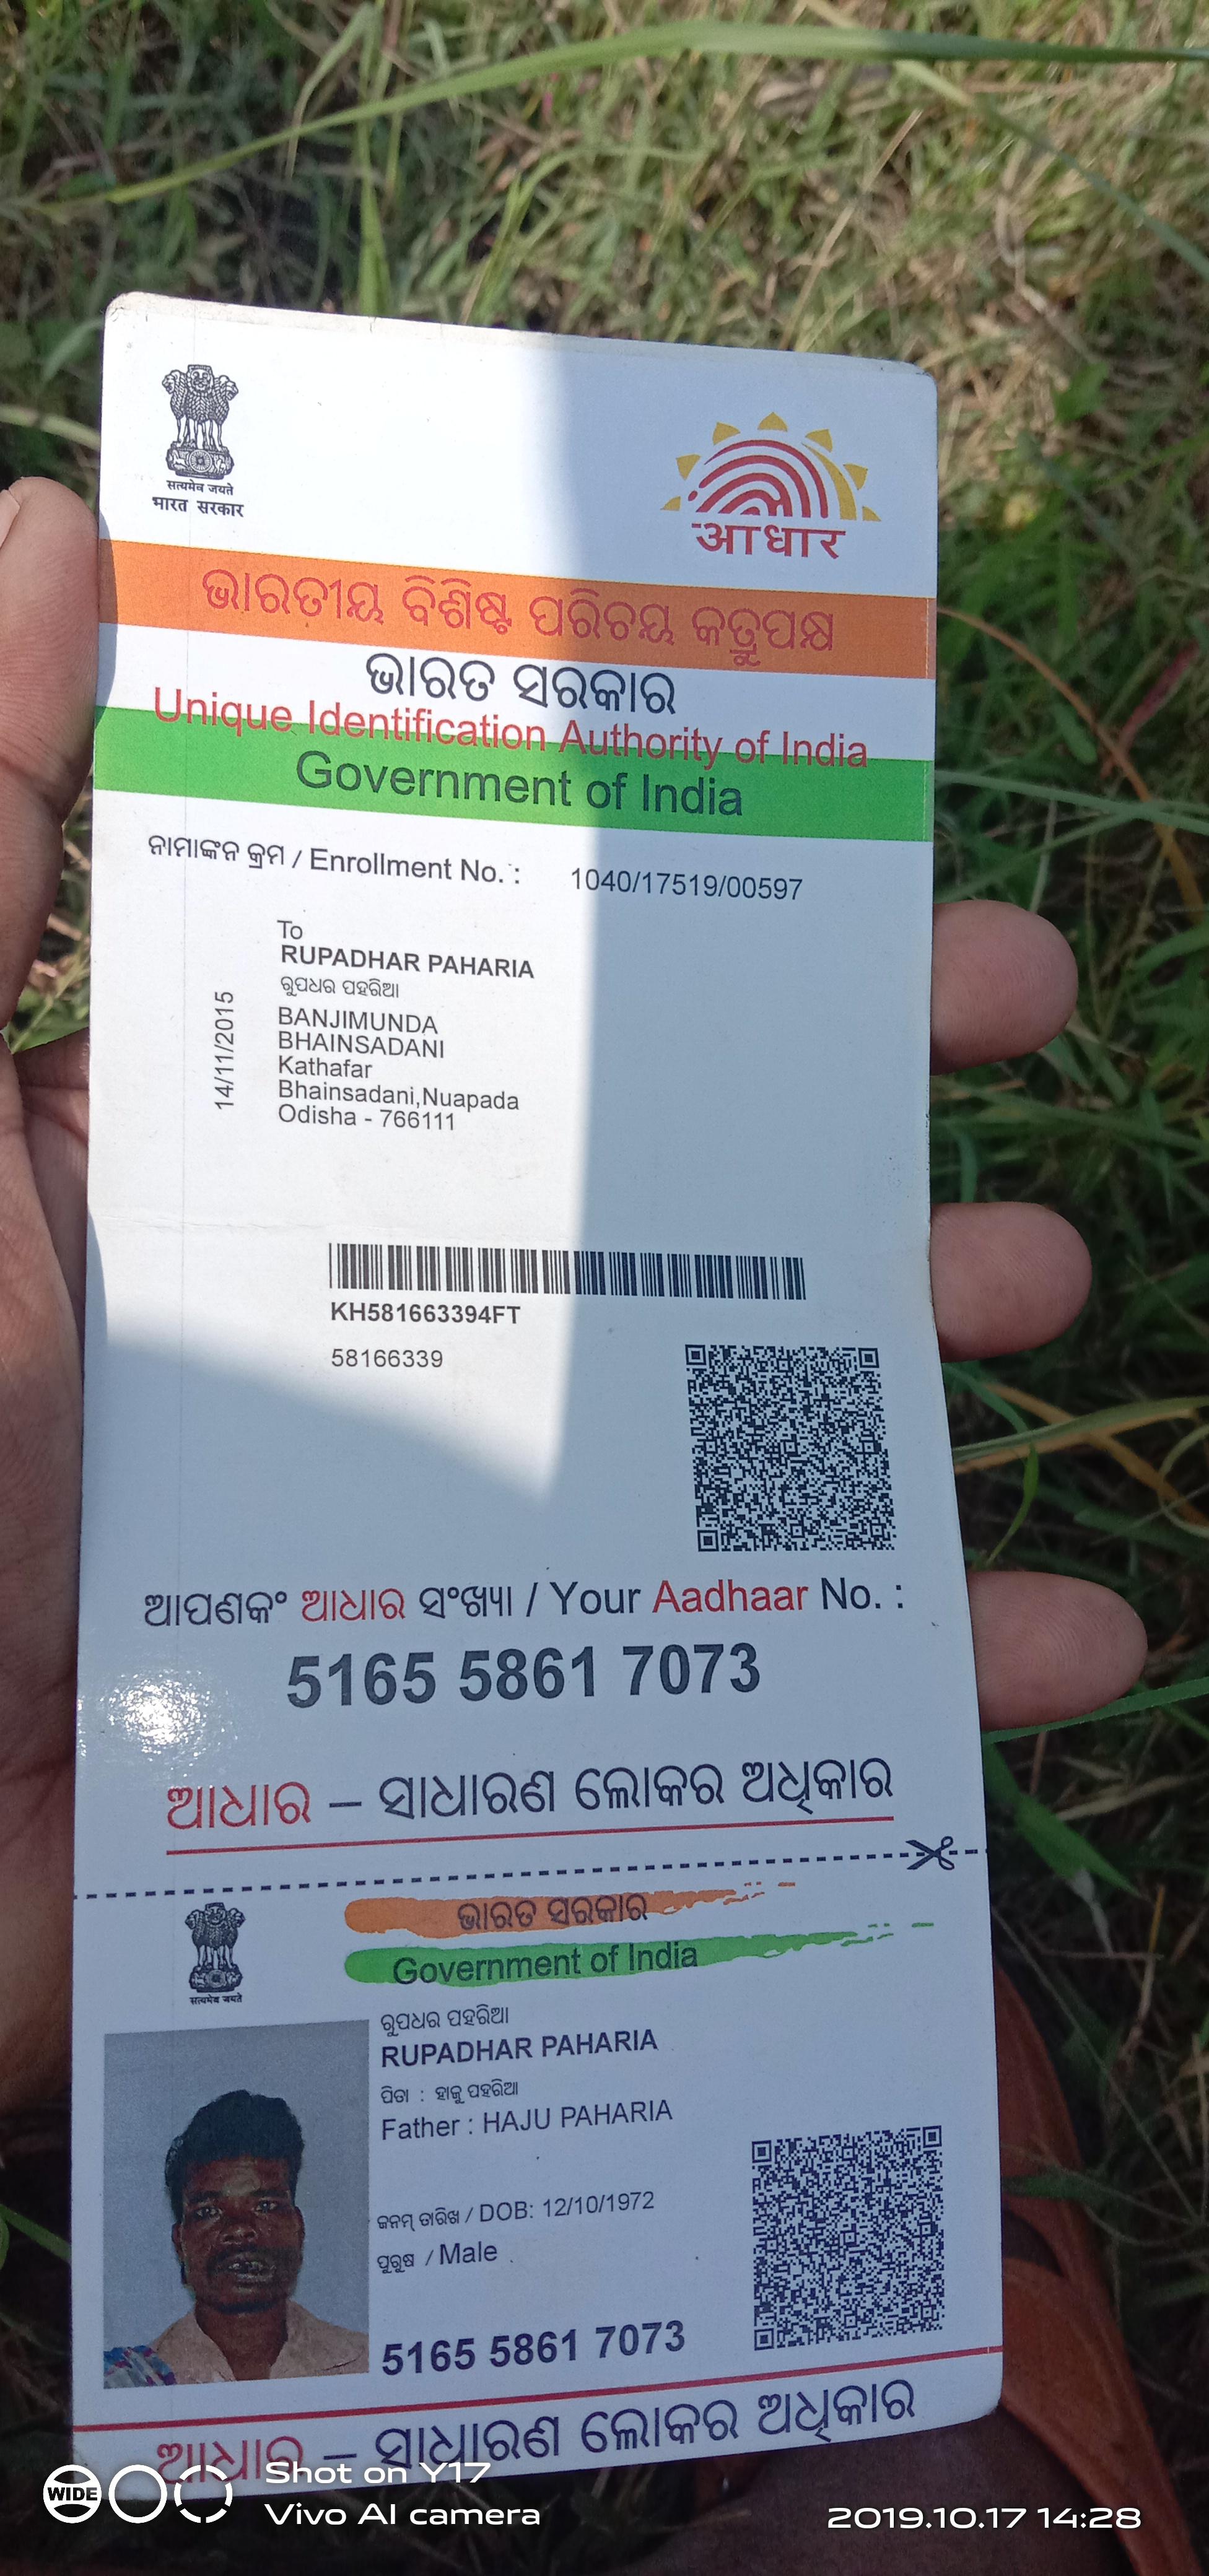 सत्यमेव जयते
भारत सरकार
आधार
ଭାରତୀୟ ବିଶିଷ୍ଟ ପରିଚୟ କର୍ତ୍ତୃପକ୍ଷ
ଭାରତ ସରକାର
Unique Identification Authority of India
Government of India
ନାମାଙ୍କନ କ୍ରମ / Enrollment No. : 1040/17519/00597
To
RUPADHAR PAHARIA
ରୁପଧର ପହରିଆ
14/11/2015
BANJIMUNDA
BHAINSADANI
Kathafar
Bhainsadani,Nuapada
Odisha - 766111
KH581663394FT
58166339
ଆପଣକଂ ଆଧାର ସଂଖ୍ୟା / Your Aadhaar No. :
5165 5861 7073
ଆଧାର – ସାଧାରଣ ଲୋକର ଅଧିକାର
ଭାରତ ସରକାର
Government of India
सत्यमेव जयते
ରୁପଧର ପହରିଆ
RUPADHAR PAHARIA
ପିତା : ହାଜୁ ପହରିଆ
Father : HAJU PAHARIA
ଜନମ୍ ତାରିଖ / DOB: 12/10/1972
ପୁରୁଷ / Male
5165 5861 7073
ଆଧାର – ସାଧାରଣ ଲୋକର ଅଧିକାର
WIDE
Shot on Y17
Vivo AI camera
2019.10.17 14:28